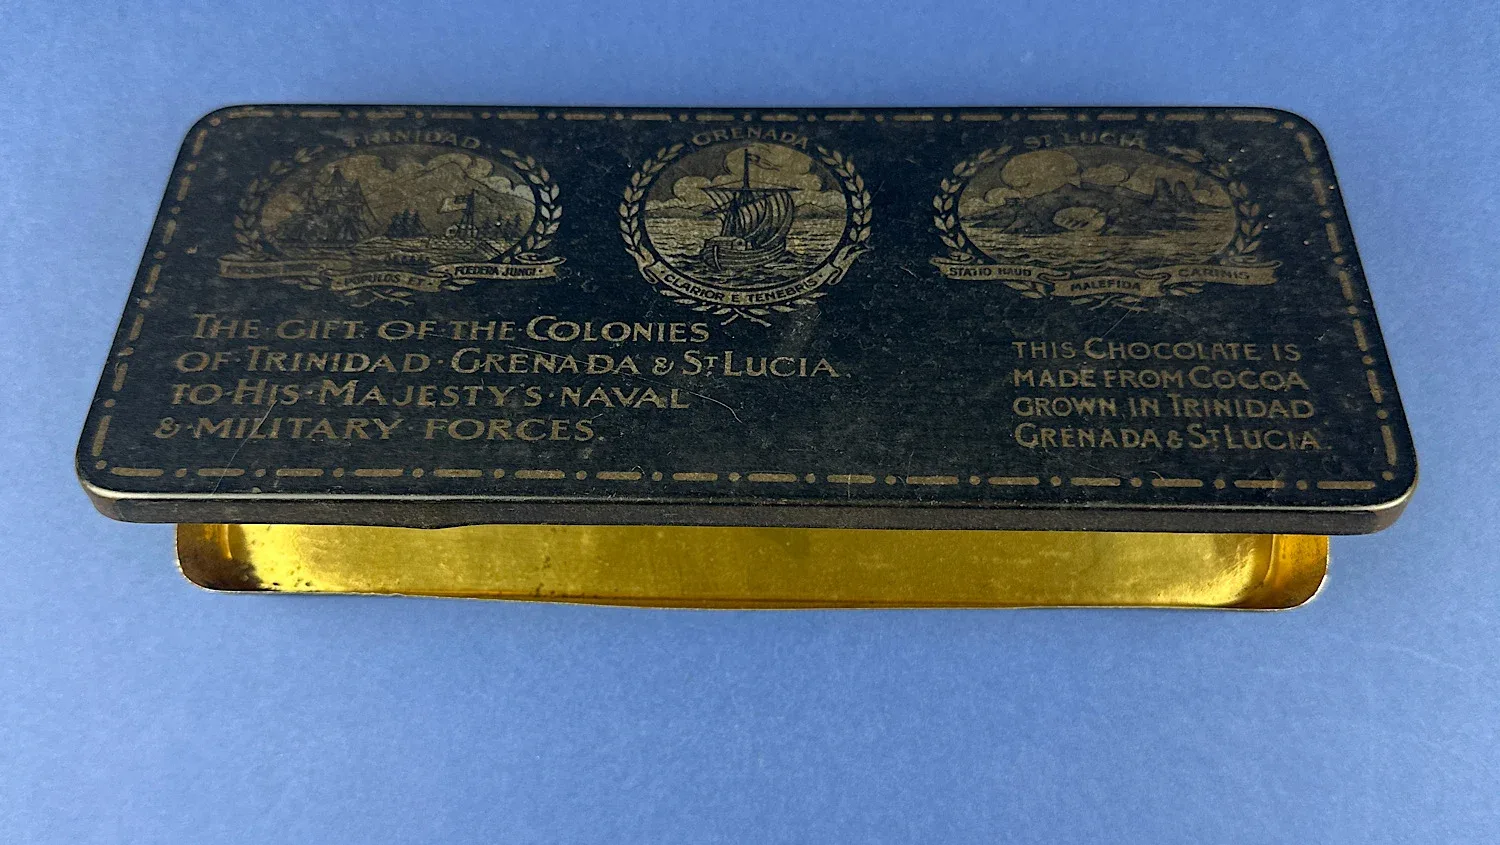 TRINIDAD
POPULOS ET
FOEDERA JUNGI
GRENADA
CLARIOR E TENEBRIS
ST LUCIA
STATIO HAUD
MALEFIDA
CARINIS
THE·GIFT·OF·THE·COLONIES
OF·TRINIDAD·GRENADA & ST LUCIA
TO·HIS·MAJESTY'S·NAVAL
&·MILITARY·FORCES.
THIS CHOCOLATE IS
MADE FROM COCOA
GROWN IN TRINIDAD
GRENADA & ST LUCIA